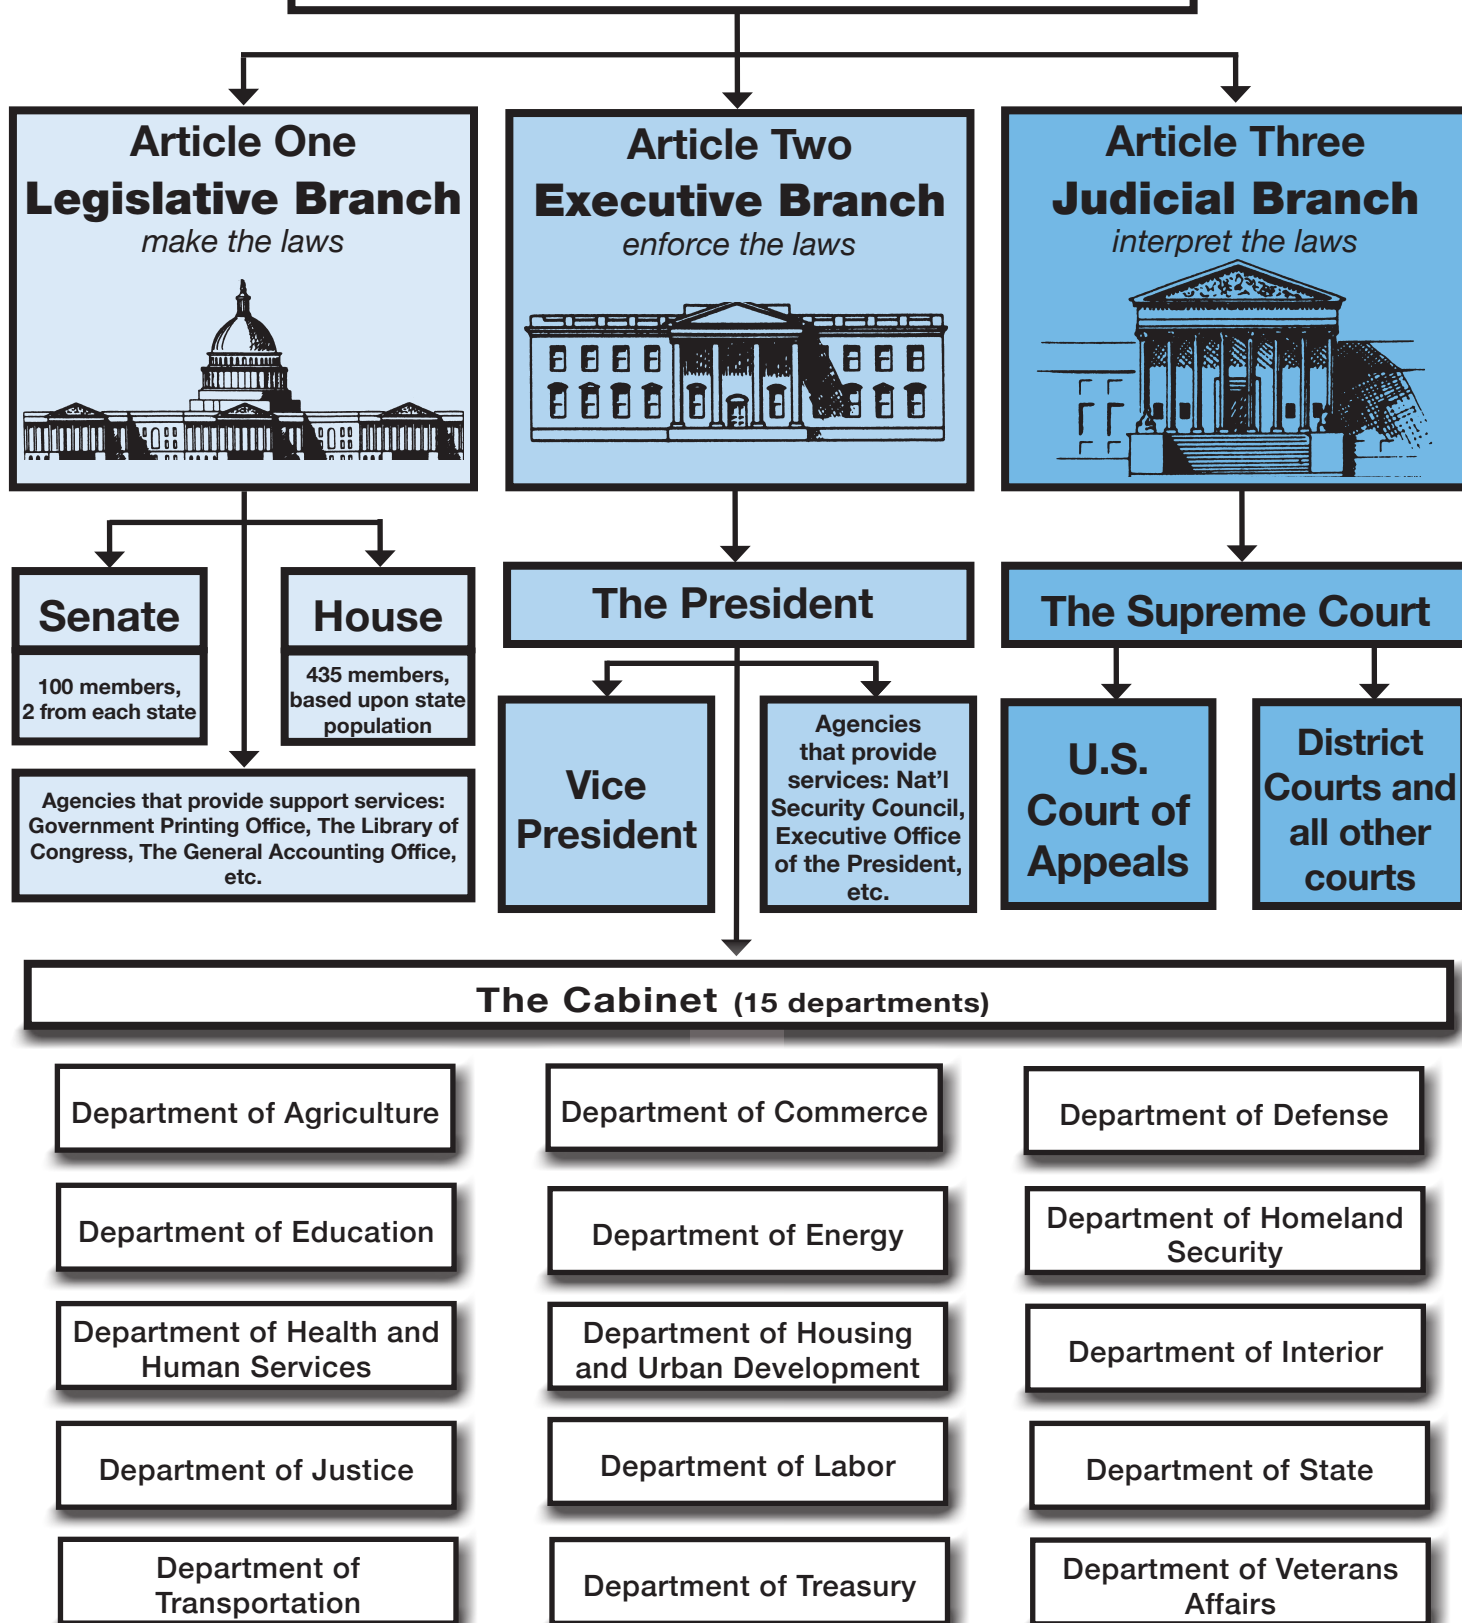 Article One
Legislative Branch
make the laws
Article Two
Executive Branch
enforce the laws
Article Three
Judicial Branch
interpret the laws
Senate
100 members,
2 from each state
House
435 members,
based upon state
population
Agencies that provide support services:
Government Printing Office, The Library of
Congress, The General Accounting Office,
etc.
The President
Vice
President
Agencies
that provide
services: Nat’l
Security Council,
Executive Office
of the President,
etc.
The Supreme Court
U.S.
Court of
Appeals
District
Courts and
all other
courts
The Cabinet (15 departments)
Department of Agriculture
Department of Commerce
Department of Defense
Department of Education
Department of Energy
Department of Homeland
Security
Department of Health and
Human Services
Department of Housing
and Urban Development
Department of Interior
Department of Justice
Department of Labor
Department of State
Department of
Transportation
Department of Treasury
Department of Veterans
Affairs